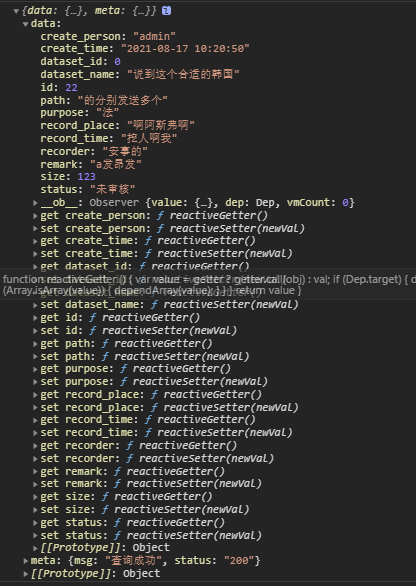 {data: {…}, meta: {…}} i
data:
create_person: "admin"
create_time: "2021-08-17 10:20:50"
dataset_id: 0
dataset_name: "说到这个合适的韩国"
id: 22
path: "的分别发送多个"
purpose: "法"
record_place: "啊阿斯弗啊"
record_time: "挖人啊我"
recorder: "安事的"
remark: "a发昂发"
size: 123
status: "未审核"
__ob__: Observer {value: {…}, dep: Dep, vmCount: 0}
get create_person: ƒ reactiveGetter()
set create_person: ƒ reactiveSetter(newVal)
get create_time: ƒ reactiveGetter()
set create_time: ƒ reactiveSetter(newVal)
get dataset_id: ƒ reactiveGetter()
function reactiveGetter() { var value = getter ? getter.call(obj) : val; if (Dep.target) { d
(Array.isArray(value)) { dependArray(value); } } } return value }
set dataset_name: ƒ reactiveSetter(newVal)
get id: ƒ reactiveGetter()
set id: ƒ reactiveSetter(newVal)
get path: ƒ reactiveGetter()
set path: ƒ reactiveSetter(newVal)
get purpose: ƒ reactiveGetter()
set purpose: ƒ reactiveSetter(newVal)
get record_place: ƒ reactiveGetter()
set record_place: ƒ reactiveSetter(newVal)
get record_time: ƒ reactiveGetter()
set record_time: ƒ reactiveSetter(newVal)
get recorder: ƒ reactiveGetter()
set recorder: ƒ reactiveSetter(newVal)
get remark: ƒ reactiveGetter()
set remark: ƒ reactiveSetter(newVal)
get size: ƒ reactiveGetter()
set size: ƒ reactiveSetter(newVal)
get status: ƒ reactiveGetter()
set status: ƒ reactiveSetter(newVal)
[[Prototype]]: Object
meta: {msg: "查询成功", status: "200"}
[[Prototype]]: Object